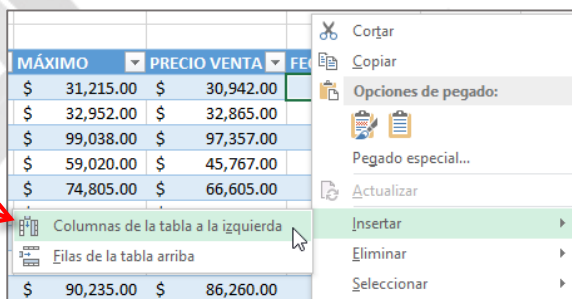 Cortar
Copiar
MÁXIMO PRECIO VENTA FE
Opciones de pegado:
$ 31,215.00 $ 30,942.00
$ 32,952.00 $ 32,865.00
$ 99,038.00 $ 97,357.00
Pegado especial...
$ 59,020.00 $ 45,767.00
$ 74,805.00 $ 66,605.00
Actualizar
Columnas de la tabla a la izquierda
Insertar
Filas de la tabla arriba
Eliminar
$ 90,235.00 $ 86,260.00
Seleccionar